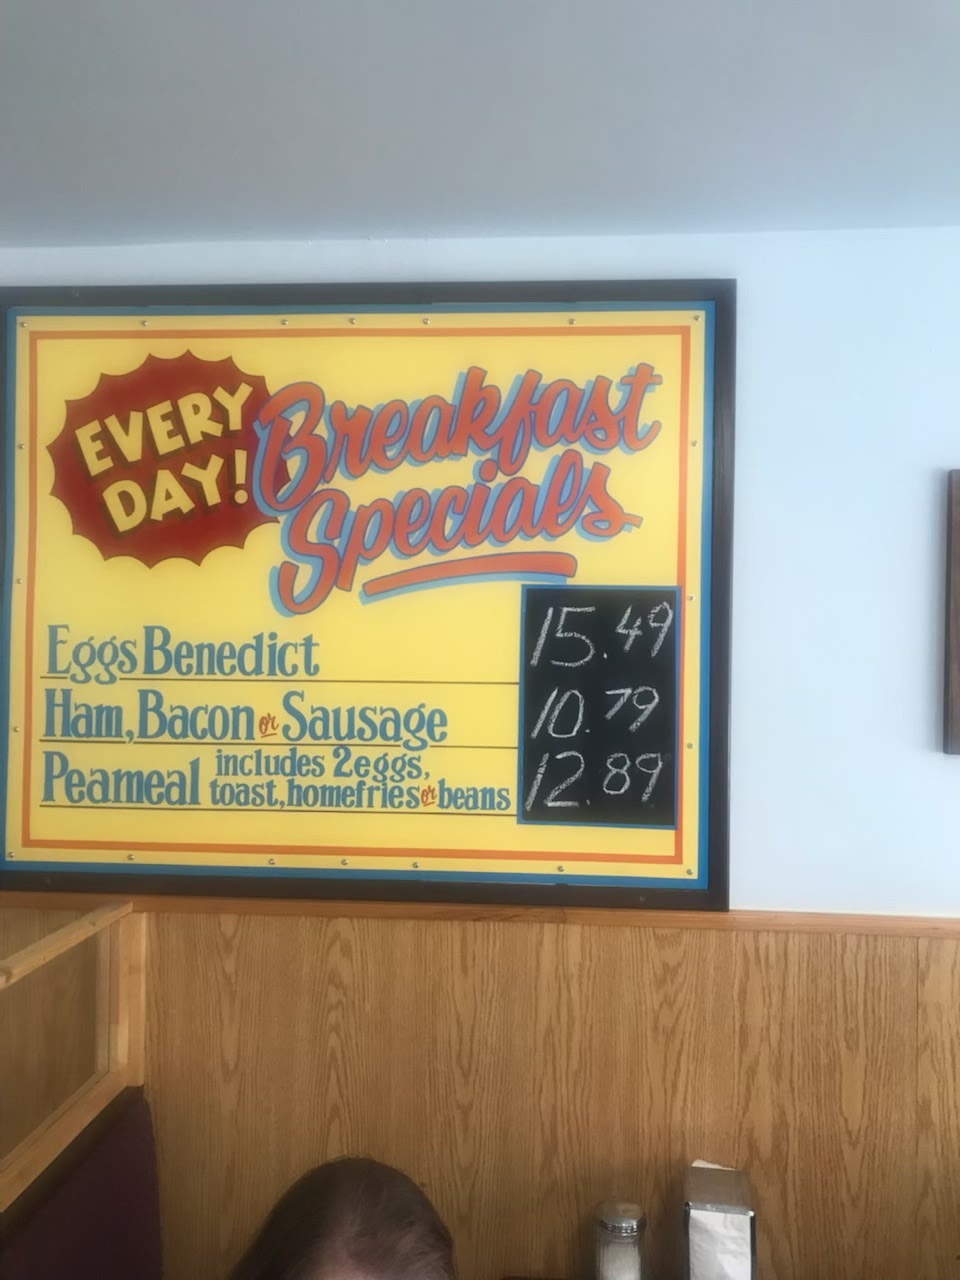 EVERY
DAY!
Breakfast
Specials
Eggs Benedict 15.49
Ham, Bacon or Sausage 10.79
Peameal includes 2 eggs, toast, homefries or beans 12.89